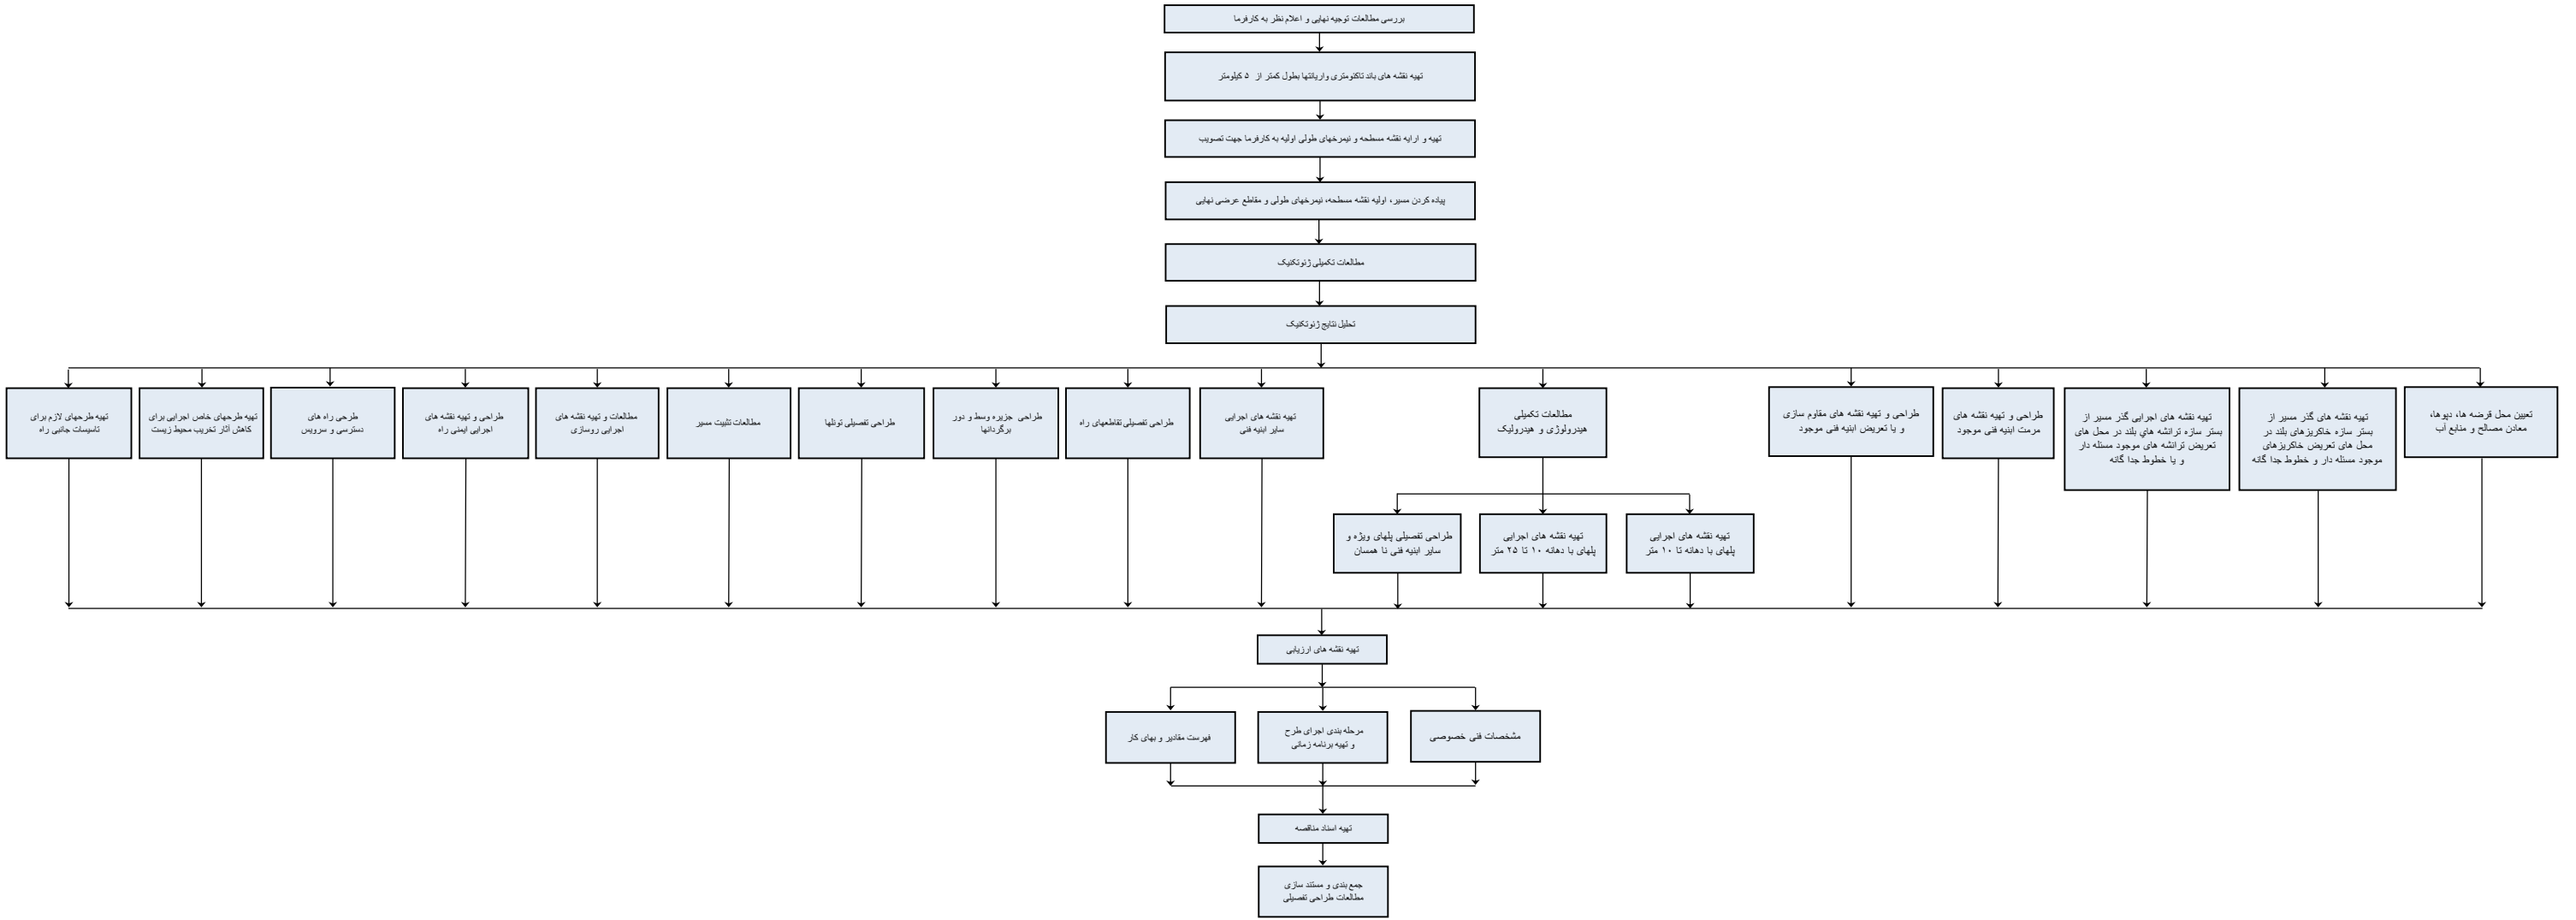 بررسی مطالعات توجیه نهایی و اعلام نظر به کارفرما
تهیه نقشه های باند تاکئومتری واریانتها بطول کمتر از ۵ کیلومتر
تهیه و ارایه نقشه مسطحه و نیمرخهای طولی اولیه به کارفرما جهت تصویب
پیاده کردن مسیر، اولیه نقشه مسطحه، نیمرخهای طولی و مقاطع عرضی نهایی
مطالعات تکمیلی ژئوتکنیک
تحلیل نتایج ژئوتکنیک
تعیین محل قرضه ها، دپوها،
معادن مصالح و منابع آب
تهیه نقشه های گذر مسیر از
بستر سازه خاکریزهای بلند در
محل های تعریض خاکریزهای
موجود مسئله دار و خطوط جدا گانه
تهیه نقشه های اجرایی گذر مسیر از
بستر سازه ترانشه هاي بلند در محل های
تعریض ترانشه های موجود مسئله دار
و یا خطوط جدا گانه
طراحی و تهیه نقشه های
مرمت ابنیه فنی موجود
طراحی و تهیه نقشه های مقاوم سازی
و یا تعریض ابنیه فنی موجود
مطالعات تکمیلی
هیدرولوژی و هیدرولیک
تهیه نقشه های اجرایی
سایر ابنیه فنی
طراحی تفصیلی تقاطعهای راه
طراحی جزیره وسط و دور
برگردانها
طراحی تفصیلی تونلها
مطالعات تثبیت مسیر
مطالعات و تهیه نقشه های
اجرایی روسازی
طراحی و تهیه نقشه های
اجرایی ایمنی راه
طرحی راه های
دسترسی و سرویس
تهیه طرحهای خاص اجرایی برای
کاهش آثار تخریب محیط زیست
تهیه طرحهای لازم برای
تاسیسات جانبی راه
تهیه نقشه های اجرایی
پلهای با دهانه تا ۱۰ متر
تهیه نقشه های اجرایی
پلهای با دهانه ۱۰ تا ۲۵ متر
طراحی تفصیلی پلهای ویژه و
سایر ابنیه فنی نا همسان
تهیه نقشه های ارزیابی
مشخصات فنی خصوصی
مرحله بندی اجرای طرح
و تهیه برنامه زمانی
فهرست مقادیر و بهای کار
تهیه اسناد مناقصه
جمع بندی و مستند سازی
مطالعات طراحی تفصیلی